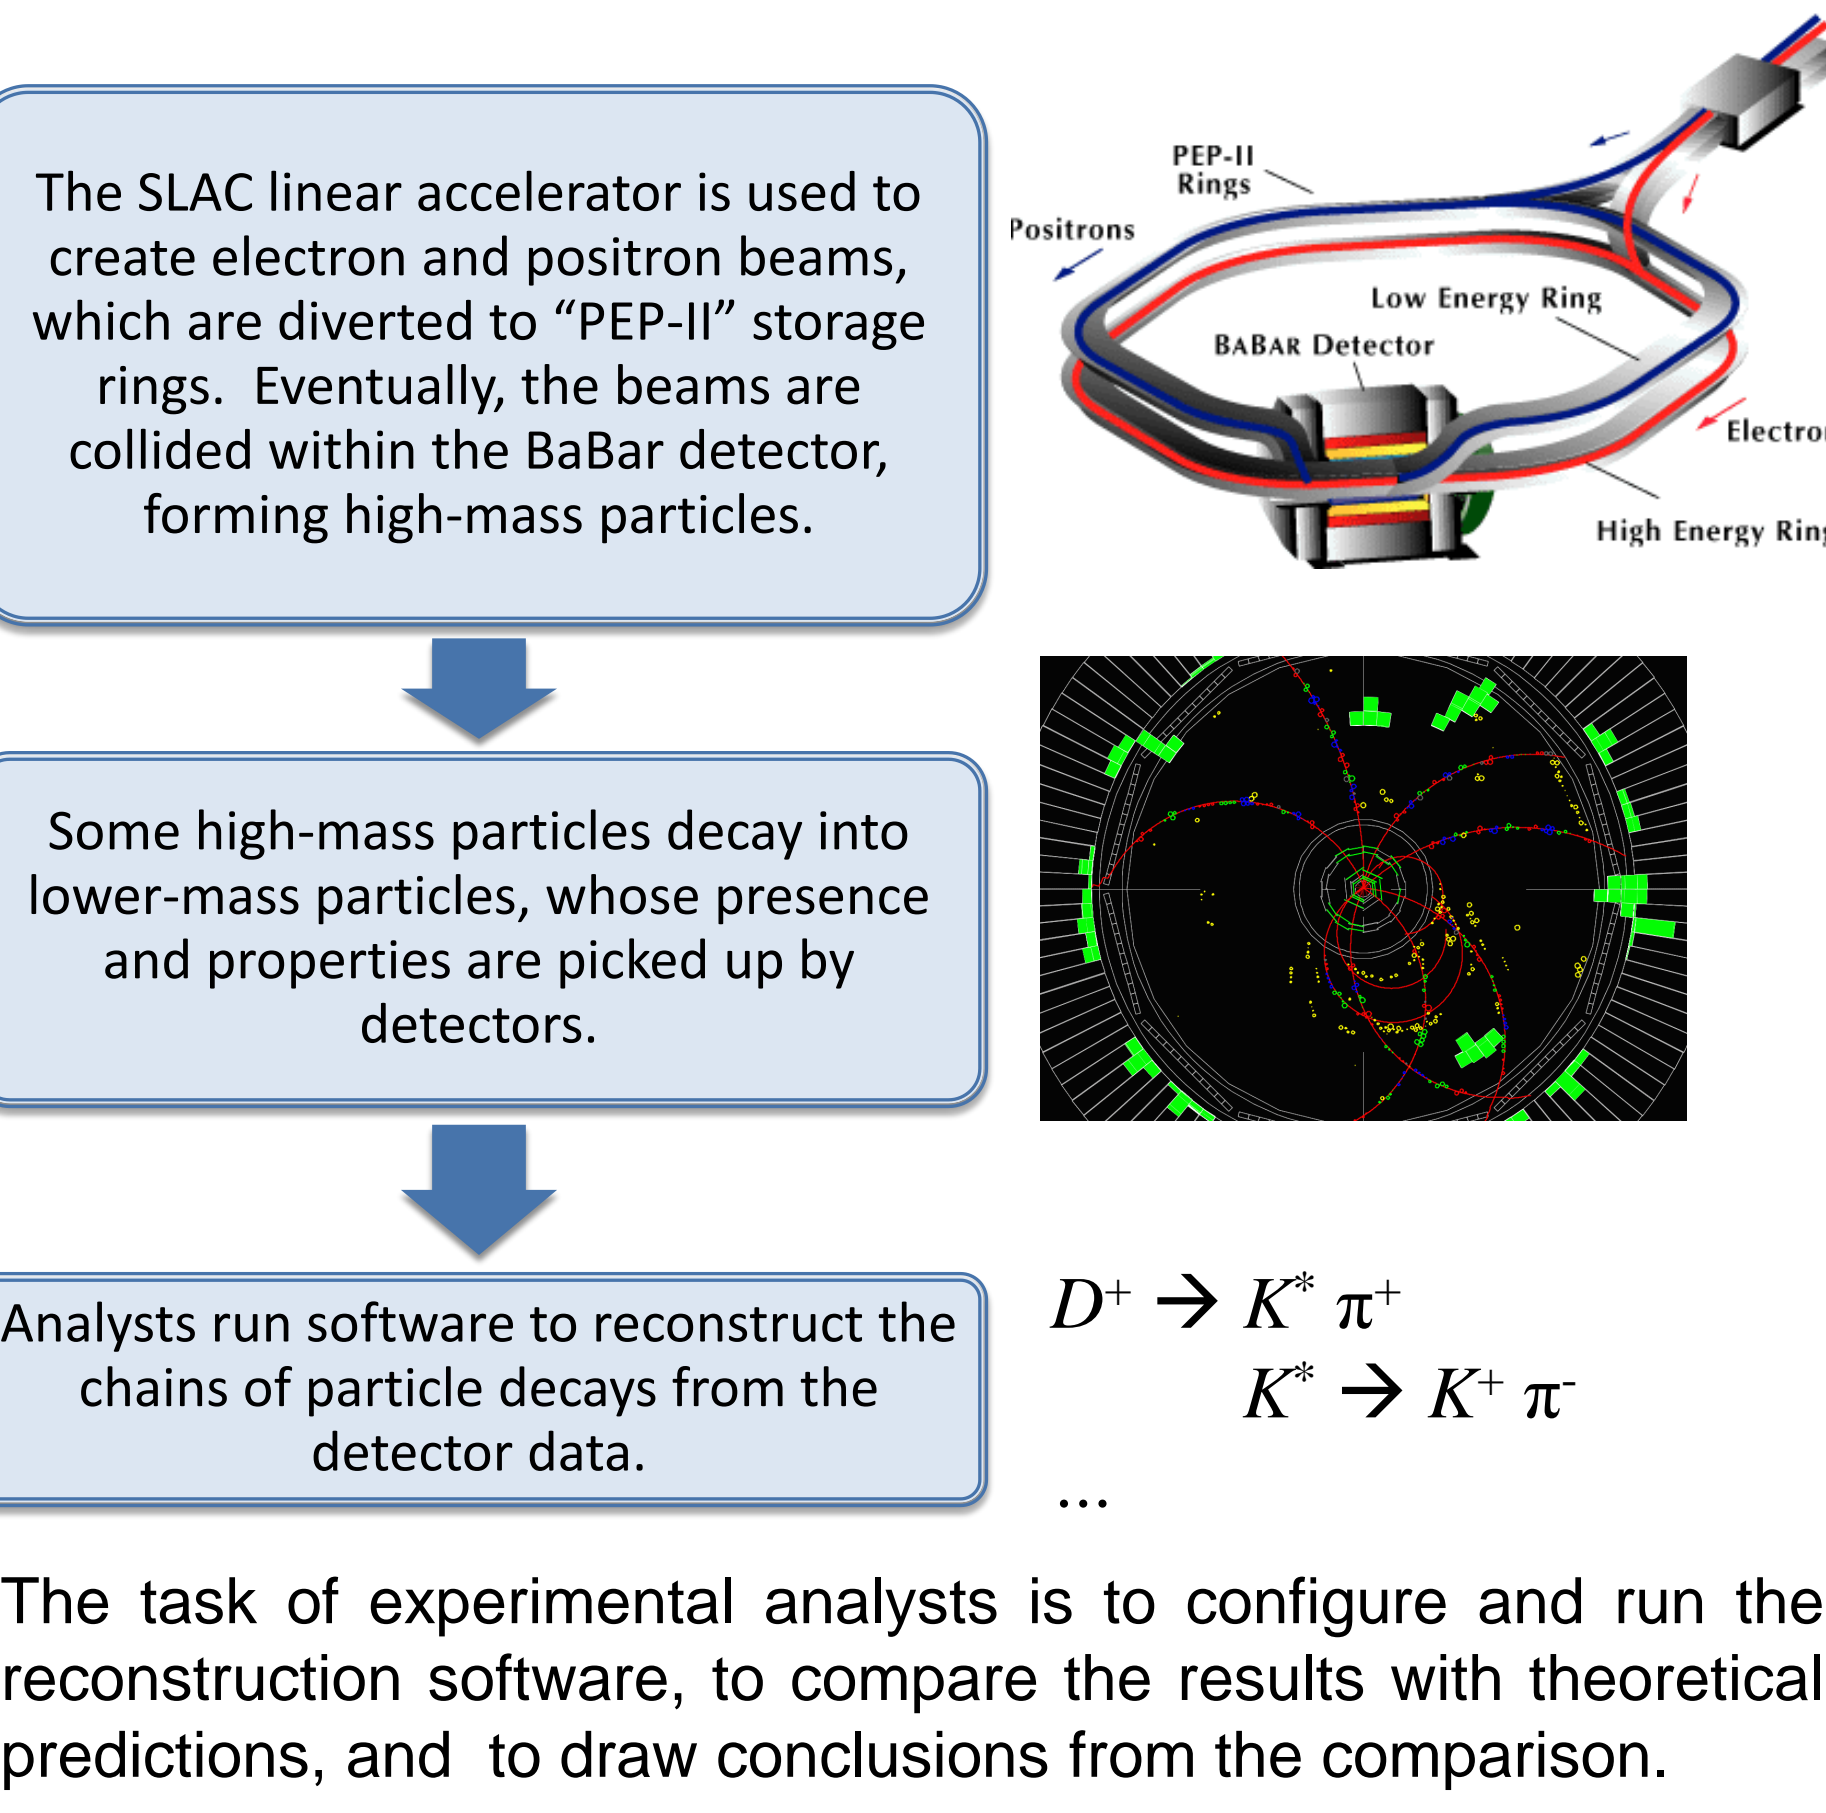 The SLAC linear accelerator is used to
create electron and positron beams,
which are diverted to “PEP-II” storage
rings.  Eventually, the beams are
collided within the BaBar detector,
forming high-mass particles.
PEP-II
Rings
Positrons
Low Energy Ring
BABAR Detector
Electron
High Energy Ring
Some high-mass particles decay into
lower-mass particles, whose presence
and properties are picked up by
detectors.
Analysts run software to reconstruct the
chains of particle decays from the
detector data.
D⁺ → K* π⁺
K* → K⁺ π⁻
...
The task of experimental analysts is to configure and run the
reconstruction software, to compare the results with theoretical
predictions, and  to draw conclusions from the comparison.